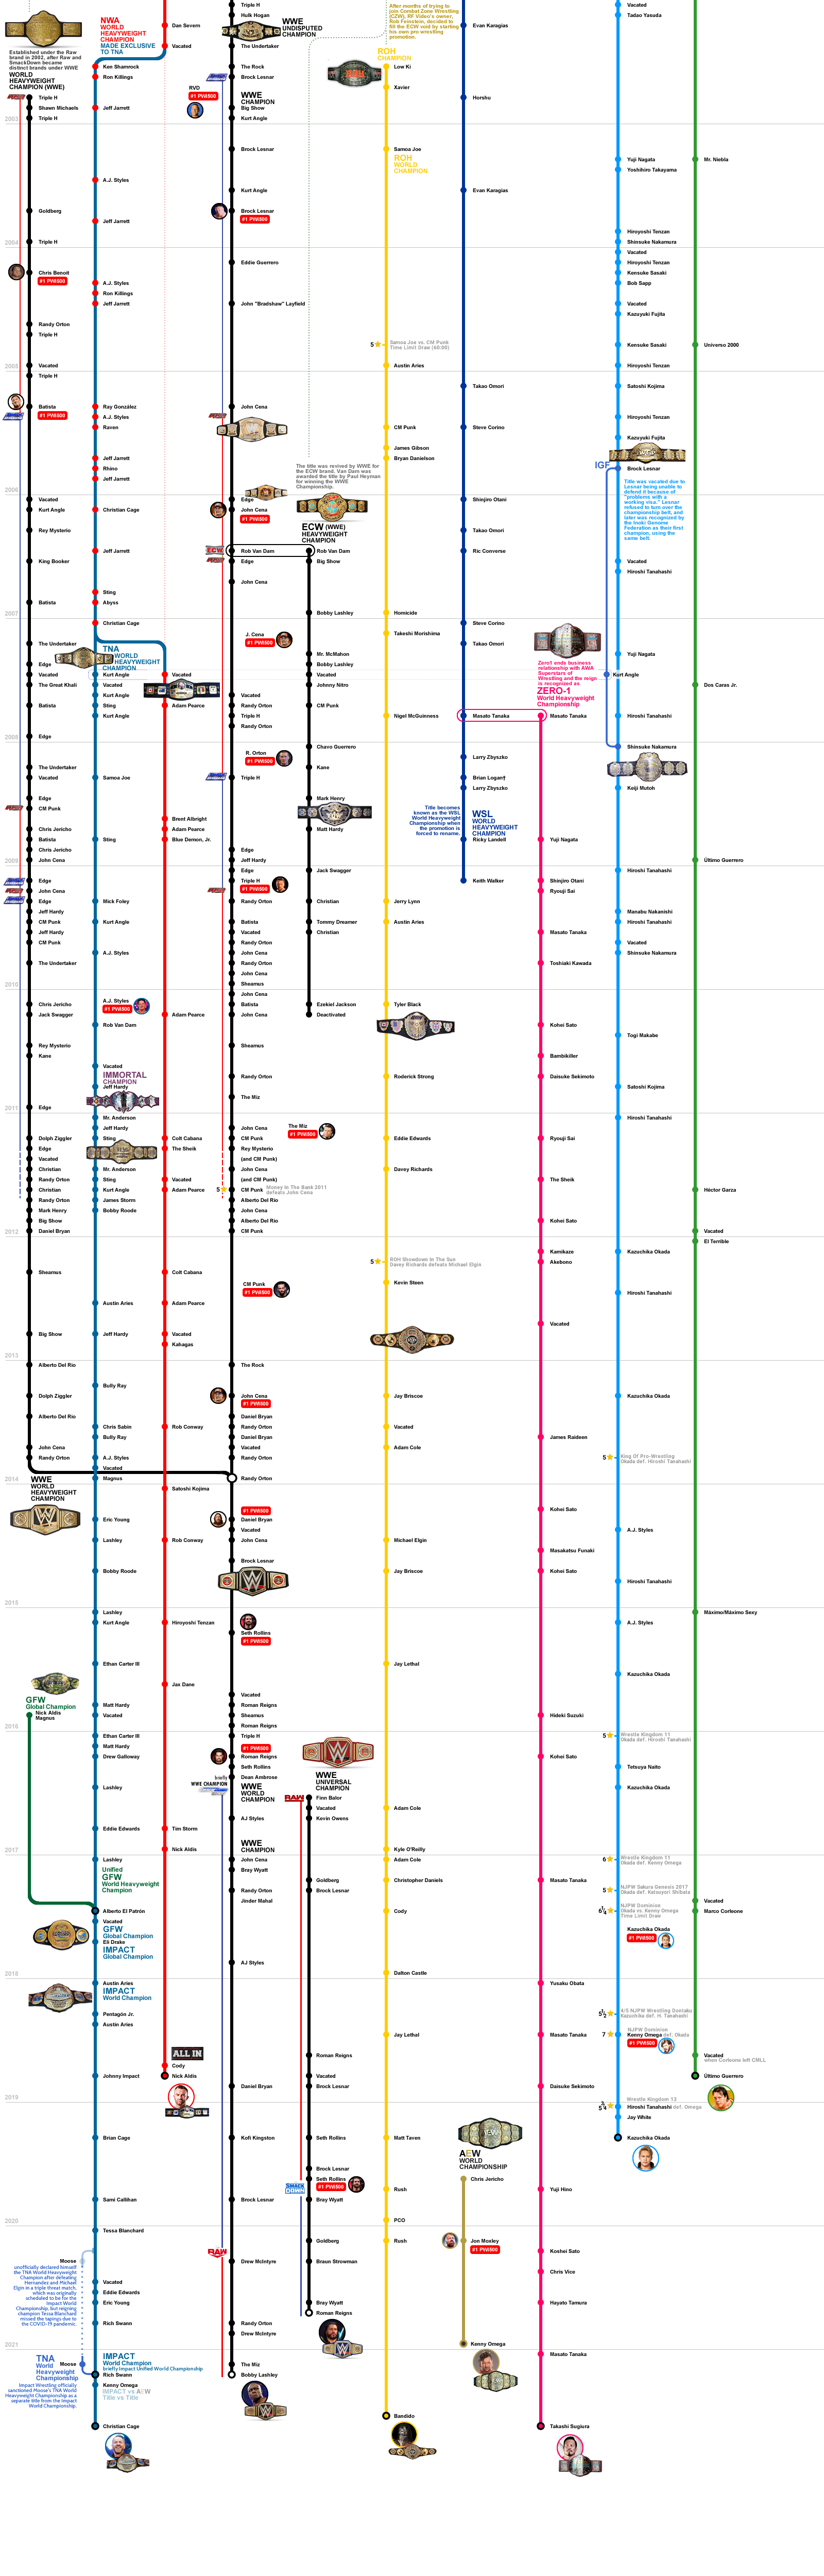 Established under the Raw
brand in 2002, after Raw and
SmackDown became
distinct brands under WWE
WORLD
HEAVYWEIGHT
CHAMPION (WWE)
Triple H
Shawn Michaels
Triple H
2003
Goldberg
2004
Triple H
Chris Benoit
#1 PWI500
Randy Orton
Triple H
2005
Vacated
Triple H
Batista
#1 PWI500
2006
Vacated
Kurt Angle
Rey Mysterio
King Booker
Batista
2007
The Undertaker
Edge
Vacated
The Great Khali
Batista
Edge
2008
The Undertaker
Vacated
Edge
CM Punk
Chris Jericho
Batista
Chris Jericho
John Cena
2009
Edge
John Cena
Edge
Jeff Hardy
CM Punk
Jeff Hardy
CM Punk
The Undertaker
2010
Chris Jericho
Jack Swagger
Rey Mysterio
Kane
2011
Edge
Dolph Ziggler
Edge
Vacated
Christian
Randy Orton
Christian
Randy Orton
Mark Henry
Big Show
Daniel Bryan
2012
Sheamus
Big Show
2013
Alberto Del Rio
Dolph Ziggler
Alberto Del Rio
John Cena
Randy Orton
2014
WWE
WORLD
HEAVYWEIGHT
CHAMPION
2015
GFW
Global Champion
Nick Aldis
Magnus
2016
2017
2018
2019
2020
Moose
unofficially declared himself
the TNA World Heavyweight
Champion after defeating
Hernandez and Michael
Elgin in a triple threat match,
which was originally
scheduled to be for the
Impact World
Championship, but reigning
champion Tessa Blanchard
missed the tapings due to
the COVID-19 pandemic.
2021
TNA
World
Heavyweight
Championship
Moose
Impact Wrestling officially
sanctioned Moose's TNA World
Heavyweight Championship as a
separate title from the Impact
World Championship.
NWA
WORLD
HEAVYWEIGHT
CHAMPION
MADE EXCLUSIVE
TO TNA
Ken Shamrock
Ron Killings
Jeff Jarrett
A.J. Styles
Jeff Jarrett
A.J. Styles
Ron Killings
Jeff Jarrett
Ray González
A.J. Styles
Raven
Jeff Jarrett
Rhino
Jeff Jarrett
Christian Cage
Jeff Jarrett
Sting
Abyss
Christian Cage
TNA
WORLD
HEAVYWEIGHT
CHAMPION
Kurt Angle
Vacated
Kurt Angle
Sting
Kurt Angle
Samoa Joe
Sting
Mick Foley
Kurt Angle
A.J. Styles
A.J. Styles
#1 PWI500
Rob Van Dam
Vacated
IMMORTAL
CHAMPION
Jeff Hardy
Mr. Anderson
Jeff Hardy
Sting
Mr. Anderson
Sting
Kurt Angle
James Storm
Bobby Roode
Austin Aries
Jeff Hardy
Bully Ray
Chris Sabin
Bully Ray
A.J. Styles
Vacated
Magnus
Eric Young
Lashley
Bobby Roode
Lashley
Kurt Angle
Ethan Carter III
Matt Hardy
Vacated
Ethan Carter III
Matt Hardy
Drew Galloway
Lashley
Eddie Edwards
Lashley
Unified
GFW
World Heavyweight
Champion
Alberto El Patrón
Vacated
GFW
Global Champion
Eli Drake
IMPACT
Global Champion
Austin Aries
IMPACT
World Champion
Pentagón Jr.
Austin Aries
Johnny Impact
Brian Cage
Sami Callihan
Tessa Blanchard
Vacated
Eddie Edwards
Eric Young
Rich Swann
IMPACT
World Champion
briefly Impact Unified World Championship
Rich Swann
Kenny Omega
IMPACT vs AEW
Title vs Title
Christian Cage
Dan Severn
Vacated
Vacated
Adam Pearce
Brent Albright
Adam Pearce
Blue Demon, Jr.
Adam Pearce
Colt Cabana
The Sheik
Vacated
Adam Pearce
Colt Cabana
Adam Pearce
Vacated
Kahagas
Rob Conway
Satoshi Kojima
Rob Conway
Hiroyoshi Tenzan
Jax Dane
Tim Storm
Nick Aldis
ALL IN
Cody
Nick Aldis
Triple H
Hulk Hogan
WWE
UNDISPUTED
CHAMPION
The Undertaker
The Rock
Brock Lesnar
RVD
#1 PWI500
WWE
CHAMPION
Big Show
Kurt Angle
Brock Lesnar
Kurt Angle
Brock Lesnar
#1 PWI500
Eddie Guerrero
John "Bradshaw" Layfield
John Cena
Edge
John Cena
#1 PWI500
ECW
Rob Van Dam
Edge
John Cena
J. Cena
#1 PWI500
Vacated
Randy Orton
Triple H
Randy Orton
R. Orton
#1 PWI500
Triple H
Edge
Jeff Hardy
Edge
Triple H
#1 PWI500
Randy Orton
Batista
Vacated
Randy Orton
John Cena
Randy Orton
John Cena
Sheamus
John Cena
Batista
John Cena
Sheamus
Randy Orton
The Miz
The Miz
#1 PWI500
John Cena
CM Punk
Rey Mysterio
(and CM Punk)
John Cena
(and CM Punk)
5
CM Punk
Money In The Bank 2011
defeats John Cena
Alberto Del Rio
John Cena
Alberto Del Rio
CM Punk
CM Punk
#1 PWI500
The Rock
John Cena
#1 PWI500
Daniel Bryan
Randy Orton
Daniel Bryan
Vacated
Randy Orton
Randy Orton
#1 PWI500
Daniel Bryan
Vacated
John Cena
Brock Lesnar
Seth Rollins
#1 PWI500
Vacated
Roman Reigns
Sheamus
Roman Reigns
Triple H
#1 PWI500
Roman Reigns
Seth Rollins
Dean Ambrose
briefly
WWE CHAMPION
WWE
WORLD
CHAMPION
AJ Styles
WWE
CHAMPION
John Cena
Bray Wyatt
Randy Orton
Jinder Mahal
AJ Styles
Daniel Bryan
Kofi Kingston
Brock Lesnar
RAW
Drew McIntyre
Randy Orton
Drew McIntyre
The Miz
Bobby Lashley
The title was revived by WWE for
the ECW brand. Van Dam was
awarded the title by Paul Heyman
for winning the WWE
Championship.
ECW (WWE)
HEAVYWEIGHT
CHAMPION
Rob Van Dam
Big Show
Bobby Lashley
Mr. McMahon
Bobby Lashley
Vacated
Johnny Nitro
CM Punk
Chavo Guerrero
Kane
Mark Henry
Matt Hardy
Jack Swagger
Christian
Tommy Dreamer
Christian
Ezekiel Jackson
Deactivated
WWE
UNIVERSAL
CHAMPION
RAW
Finn Balor
Vacated
Kevin Owens
Goldberg
Brock Lesnar
Roman Reigns
Vacated
Brock Lesnar
Seth Rollins
Brock Lesnar
Seth Rollins
#1 PWI500
SMACK
DOWN
Bray Wyatt
Goldberg
Braun Strowman
Bray Wyatt
Roman Reigns
After months of trying to
join Combat Zone Wrestling
(CZW), RF Video's owner,
Rob Feinstein, decided to
fill the ECW void by starting
his own pro wrestling
promotion.
ROH
CHAMPION
Low Ki
Xavier
Samoa Joe
ROH
WORLD
CHAMPION
5
Samoa Joe vs. CM Punk
Time Limit Draw (60:00)
Austin Aries
CM Punk
James Gibson
Bryan Danielson
Homicide
Takeshi Morishima
Nigel McGuinness
Jerry Lynn
Austin Aries
Tyler Black
Roderick Strong
Eddie Edwards
Davey Richards
5
ROH Showdown In The Sun
Davey Richards defeats Michael Elgin
Kevin Steen
Jay Briscoe
Vacated
Adam Cole
Michael Elgin
Jay Briscoe
Jay Lethal
Adam Cole
Kyle O'Reilly
Adam Cole
Christopher Daniels
Cody
Dalton Castle
Jay Lethal
Matt Taven
Rush
PCO
Rush
Bandido
Evan Karagias
Horshu
Evan Karagias
Takao Omori
Steve Corino
Shinjiro Otani
Takao Omori
Ric Converse
Steve Corino
Takao Omori
Masato Tanaka
Larry Zbyszko
Brian Logan†
Larry Zbyszko
Title becomes
known as the WSL
World Heavyweight
Championship when
the promotion is
forced to rename.
WSL
WORLD
HEAVYWEIGHT
CHAMPION
Ricky Landell
Keith Walker
AEW
WORLD
CHAMPIONSHIP
Chris Jericho
Jon Moxley
#1 PWI500
Kenny Omega
Zero1 ends business
relationship with AWA
Superstars of
Wrestling and the reign
is recognized as
ZERO-1
World Heavyweight
Championship
Masato Tanaka
Yuji Nagata
Shinjiro Otani
Ryouji Sai
Masato Tanaka
Toshiaki Kawada
Kohei Sato
Bambikiller
Daisuke Sekimoto
Ryouji Sai
The Sheik
Kohei Sato
Kamikaze
Akebono
Vacated
James Raideen
Kohei Sato
Masakatsu Funaki
Kohei Sato
Hideki Suzuki
Kohei Sato
Masato Tanaka
Yusaku Obata
Masato Tanaka
Daisuke Sekimoto
Yuji Hino
Koshei Sato
Chris Vice
Hayato Tamura
Masato Tanaka
Takashi Sugiura
Vacated
Tadao Yasuda
Yuji Nagata
Yoshihiro Takayama
Hiroyoshi Tenzan
Shinsuke Nakamura
Vacated
Hiroyoshi Tenzan
Kensuke Sasaki
Bob Sapp
Vacated
Kazuyuki Fujita
Kensuke Sasaki
Hiroyoshi Tenzan
Satoshi Kojima
Hiroyoshi Tenzan
Kazuyuki Fujita
IGF
Brock Lesnar
Title was vacated due to
Lesnar being unable to
defend it because of
"problems with a
working visa." Lesnar
refused to turn over the
championship belt, and
later was recognized by
the Inoki Genome
Federation as their first
champion, using the
same belt.
Vacated
Hiroshi Tanahashi
Yuji Nagata
Kurt Angle
Hiroshi Tanahashi
Shinsuke Nakamura
Keiji Mutoh
Hiroshi Tanahashi
Manabu Nakanishi
Hiroshi Tanahashi
Vacated
Shinsuke Nakamura
Togi Makabe
Satoshi Kojima
Hiroshi Tanahashi
Kazuchika Okada
Hiroshi Tanahashi
Kazuchika Okada
5
King Of Pro-Wrestling
Okada def. Hiroshi Tanahashi
A.J. Styles
Hiroshi Tanahashi
A.J. Styles
Kazuchika Okada
5
Wrestle Kingdom 11
Okada def. Hiroshi Tanahashi
Tetsuya Naito
Kazuchika Okada
6
Wrestle Kingdom 11
Okada def. Kenny Omega
5
NJPW Sakura Genesis 2017
Okada def. Katsuyori Shibata
6¼
NJPW Dominion
Okada vs. Kenny Omega
Time Limit Draw
Kazuchika Okada
#1 PWI500
5½
4/5 NJPW Wrestling Dontaku
Kazuchika def. H. Tanahashi
7
NJPW Dominion
Kenny Omega def. Okada
#1 PWI500
5¾
Wrestle Kingdom 13
Hiroshi Tanahashi def. Omega
Jay White
Kazuchika Okada
Mr. Niebla
Universo 2000
Dos Caras Jr.
Último Guerrero
Héctor Garza
Vacated
El Terrible
Máximo/Máximo Sexy
Vacated
Marco Corleone
Vacated
when Corleone left CMLL
Último Guerrero